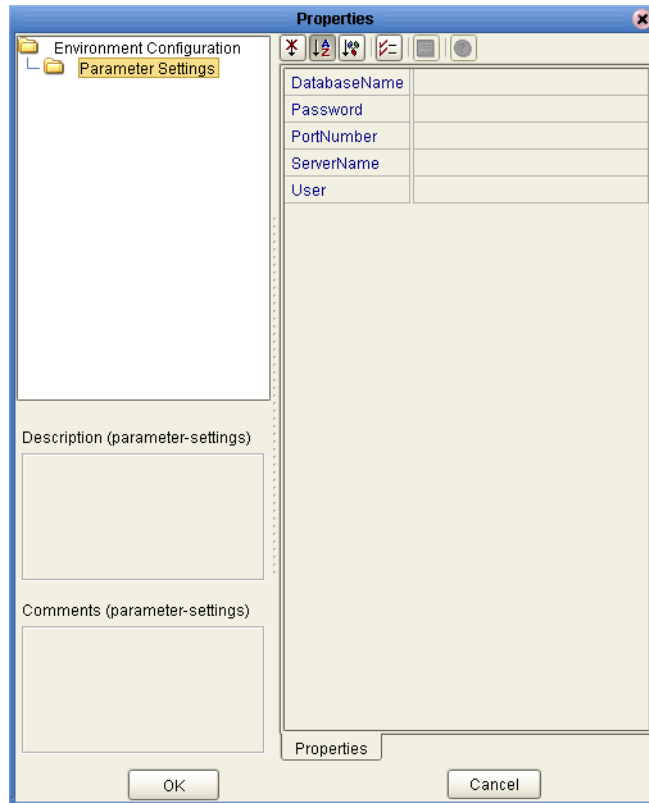 Properties
Environment Configuration
Parameter Settings
DatabaseName
Password
PortNumber
ServerName
User
Description (parameter-settings)
Comments (parameter-settings)
Properties
OK
Cancel